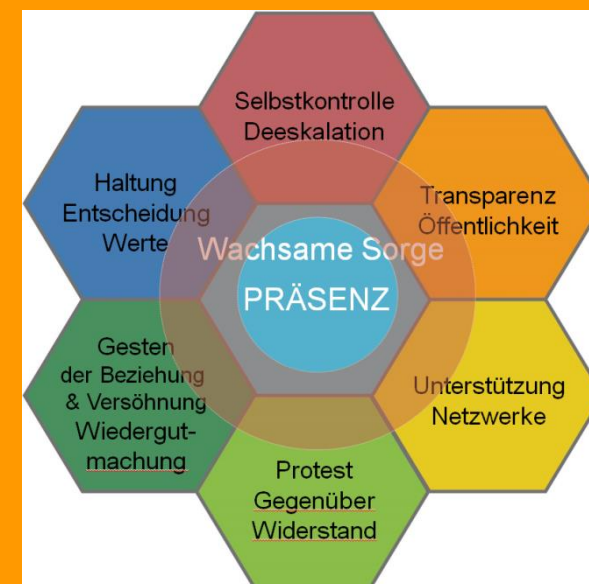 Selbstkontrolle
Deeskalation
Haltung
Entscheidung
Werte
Transparenz
Öffentlichkeit
Wachsame Sorge
PRÄSENZ
Gesten
der Beziehung
& Versöhnung
Wiedergut-
machung
Unterstützung
Netzwerke
Protest
Gegenüber
Widerstand